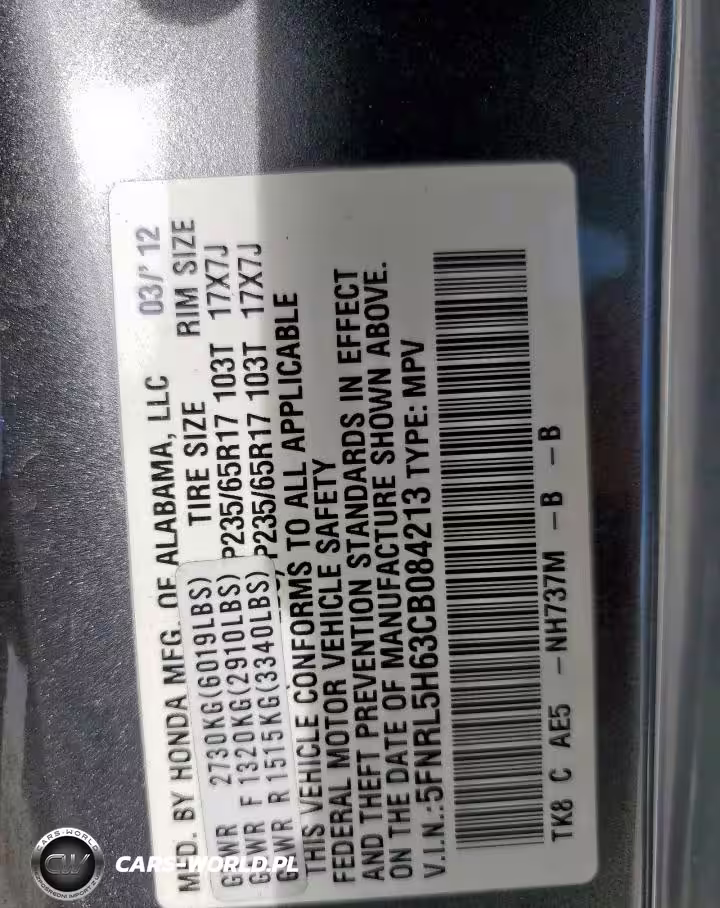 MFD. BY HONDA MFG. OF ALABAMA, LLC 03/'12
TIRE SIZE RIM SIZE
GVWR 2730KG(6019LBS)
GAWR F 1320KG(2910LBS) P235/65R17 103T 17X7J
GAWR R 1515KG(3340LBS) P235/65R17 103T 17X7J
THIS VEHICLE CONFORMS TO ALL APPLICABLE
FEDERAL MOTOR VEHICLE SAFETY
AND THEFT PREVENTION STANDARDS IN EFFECT
ON THE DATE OF MANUFACTURE SHOWN ABOVE.
V.I.N.:5FNRL5H63CB084213 TYPE: MPV
TK8 C AE5 -NH737M -B -B
CARS-WORLD
CW
CARS-WORLD.PL